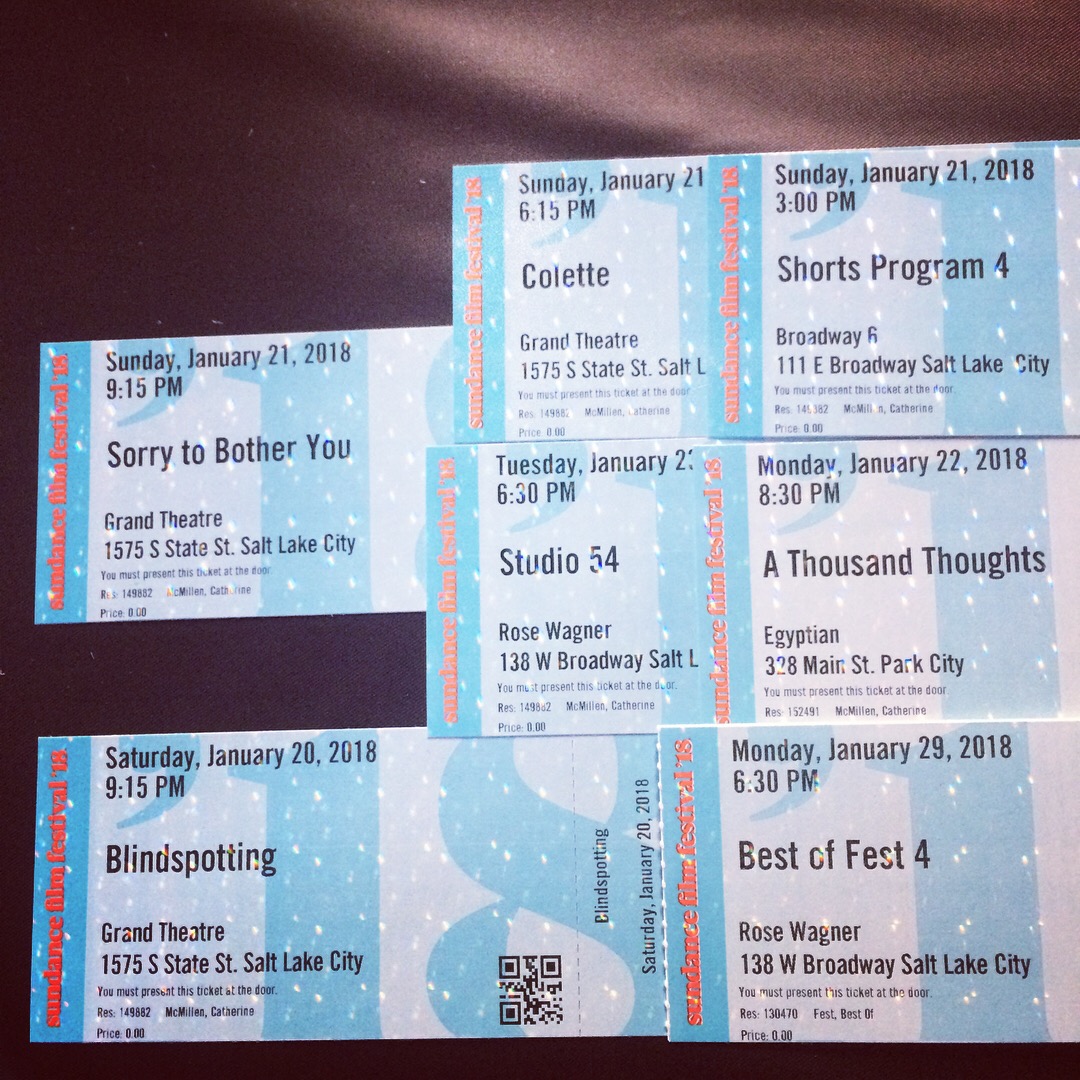 sundance film festival '18
Sunday, January 21
6:15 PM
Colette
Grand Theatre
1575 S State St. Salt L
You must present this ticket at the door
Res: 149882 McMillen, Catherine
Price: 0.00
sundance film festival '18
Sunday, January 21, 2018
3:00 PM
Shorts Program 4
Broadway 6
111 E Broadway Salt Lake City
You must present this ticket at the door.
Res: 149882 McMillen, Catherine
Price: 0.00
sundance film festival '18
Sunday, January 21, 2018
9:15 PM
Sorry to Bother You
Grand Theatre
1575 S State St. Salt Lake City
You must present this ticket at the door.
Res: 149882 McMillen, Catherine
Price: 0.00
sundance film festival '18
Tuesday, January 23
6:30 PM
Studio 54
Rose Wagner
138 W Broadway Salt L
You must present this ticket at the door.
Res: 149882 McMillen, Catherine
Price: 0.00
sundance film festival '18
Monday, January 22, 2018
8:30 PM
A Thousand Thoughts
Egyptian
328 Main St. Park City
You must present this ticket at the door.
Res: 152491 McMillen, Catherine
sundance film festival '18
Saturday, January 20, 2018
9:15 PM
Blindspotting
Grand Theatre
1575 S State St. Salt Lake City
You must present this ticket at the door.
Res: 149882 McMillen, Catherine
Price: 0.00
18
Blindspotting
Saturday, January 20, 2018
sundance film festival '18
Monday, January 29, 2018
6:30 PM
Best of Fest 4
Rose Wagner
138 W Broadway Salt Lake City
You must present this ticket at the door.
Res: 130470 Fest, Best Of
Price: 0.00